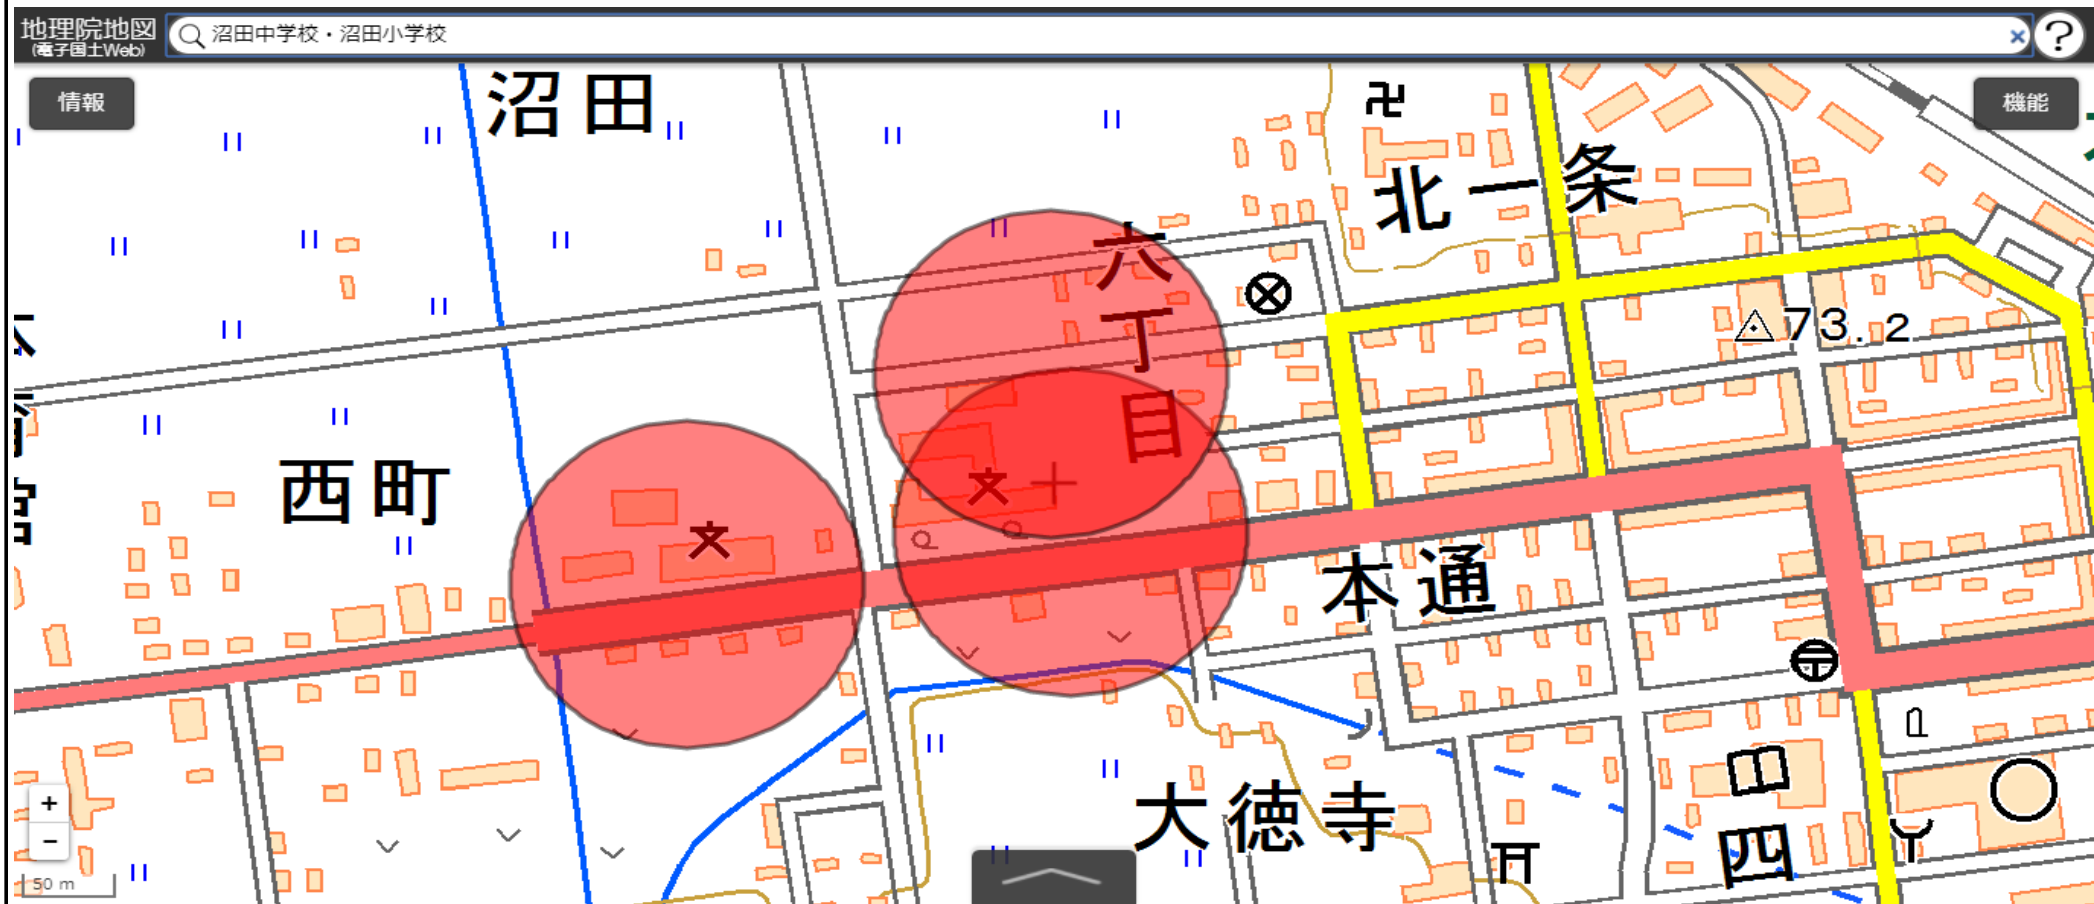 地理院地図
(電子国土Web)
沼田中学校・沼田小学校
×
?
情報
機能
沼田
北一条
六丁目
73.2
西町
本通
大徳寺
四
+
−
50 m